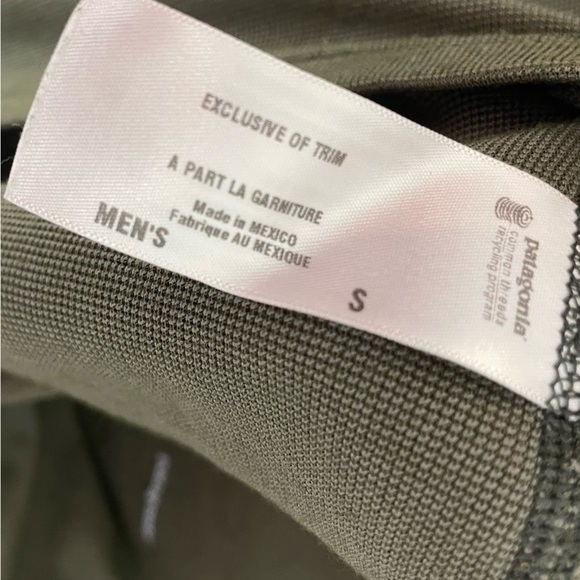 EXCLUSIVE OF TRIM
A PART LA GARNITURE
Made in MEXICO
Fabrique AU MEXIQUE
MEN'S
S
patagonia®
common threads
recycling program